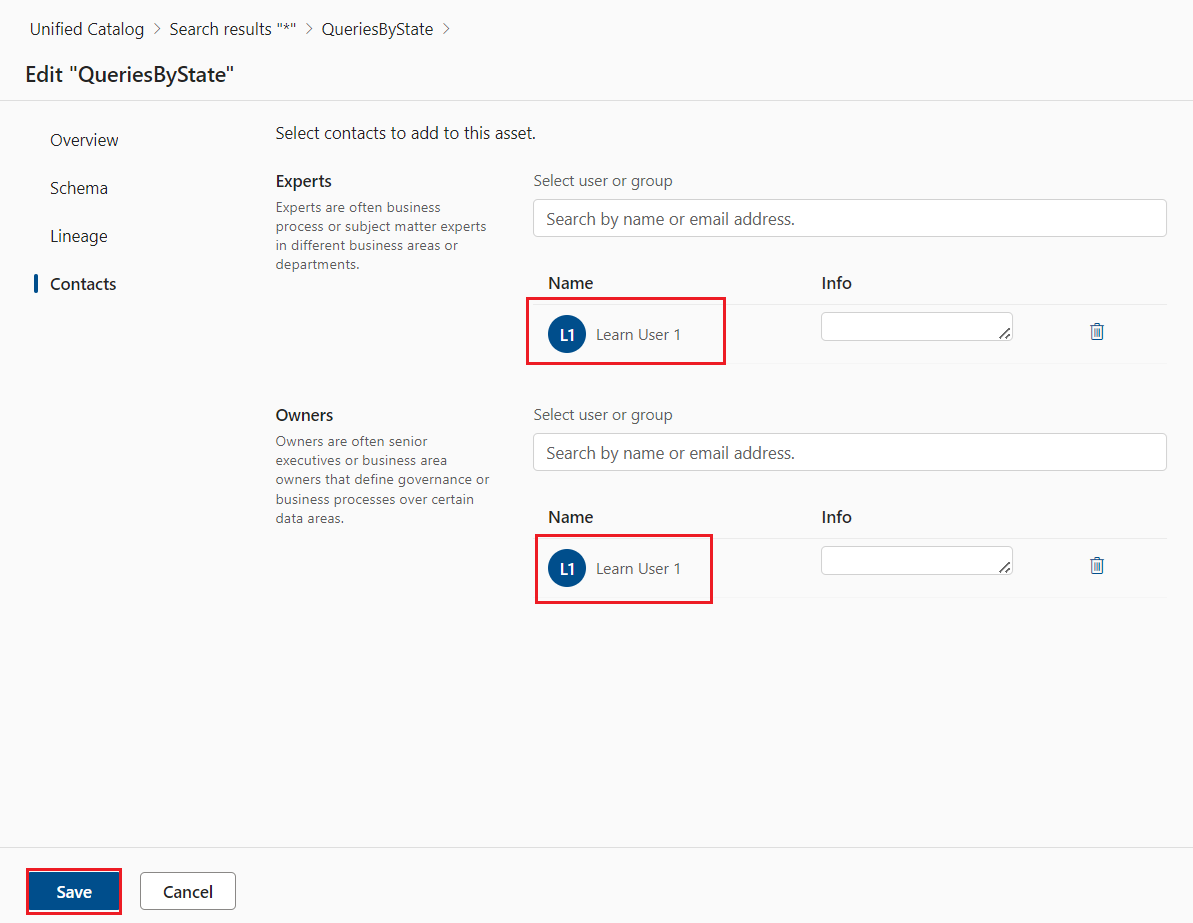 Unified Catalog > Search results "*" > QueriesByState >
Edit "QueriesByState"
Overview
Schema
Lineage
Contacts
Select contacts to add to this asset.
Experts
Experts are often business
process or subject matter experts
in different business areas or
departments.
Select user or group
Search by name or email address.
Name Info
L1 Learn User 1
Owners
Owners are often senior
executives or business area
owners that define governance or
business processes over certain
data areas.
Select user or group
Search by name or email address.
Name Info
L1 Learn User 1
Save Cancel